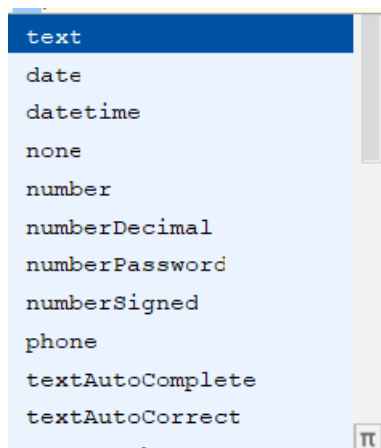 text
date
datetime
none
number
numberDecimal
numberPassword
numberSigned
phone
textAutoComplete
textAutoCorrect
π